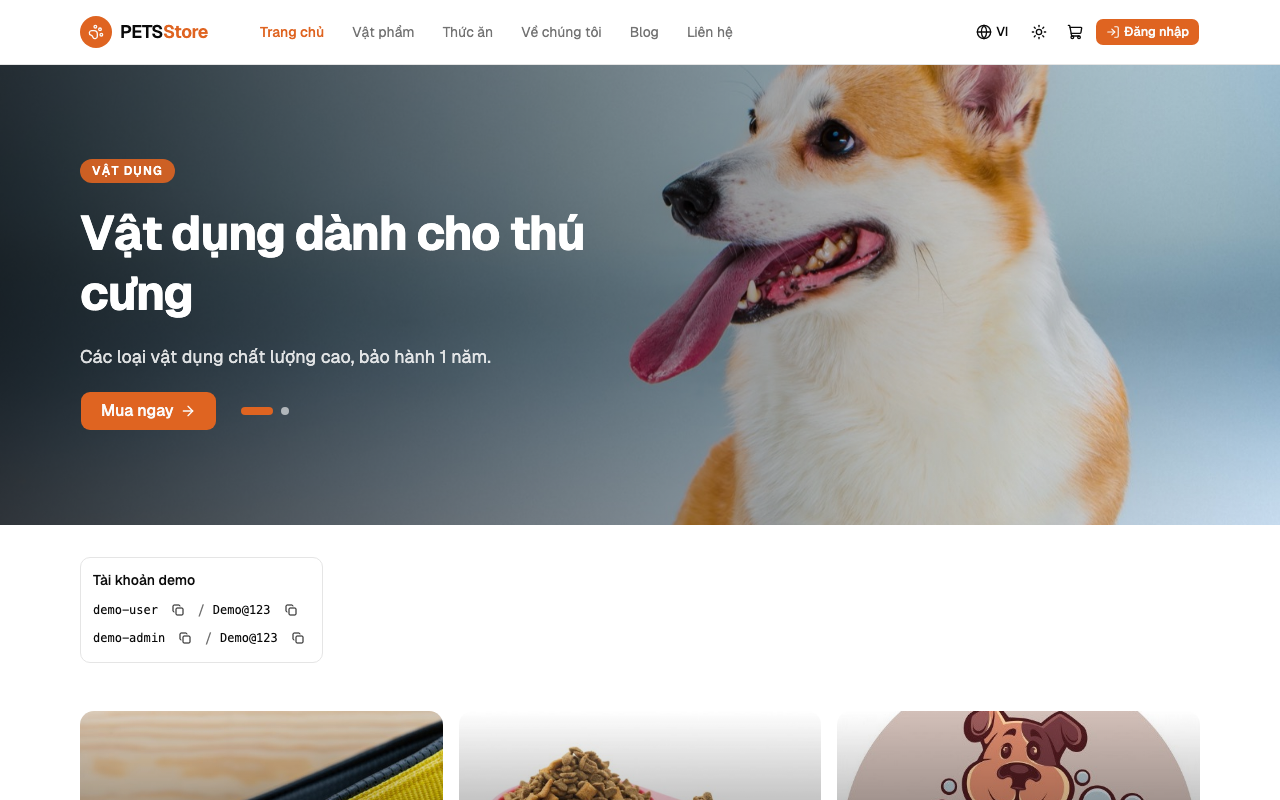 PETSStore
Trang chủ
Vật phẩm
Thức ăn
Về chúng tôi
Blog
Liên hệ
VI
Đăng nhập
VẬT DỤNG
Vật dụng dành cho thú
cưng
Các loại vật dụng chất lượng cao, bảo hành 1 năm.
Mua ngay
Tài khoản demo
demo-user / Demo@123
demo-admin / Demo@123